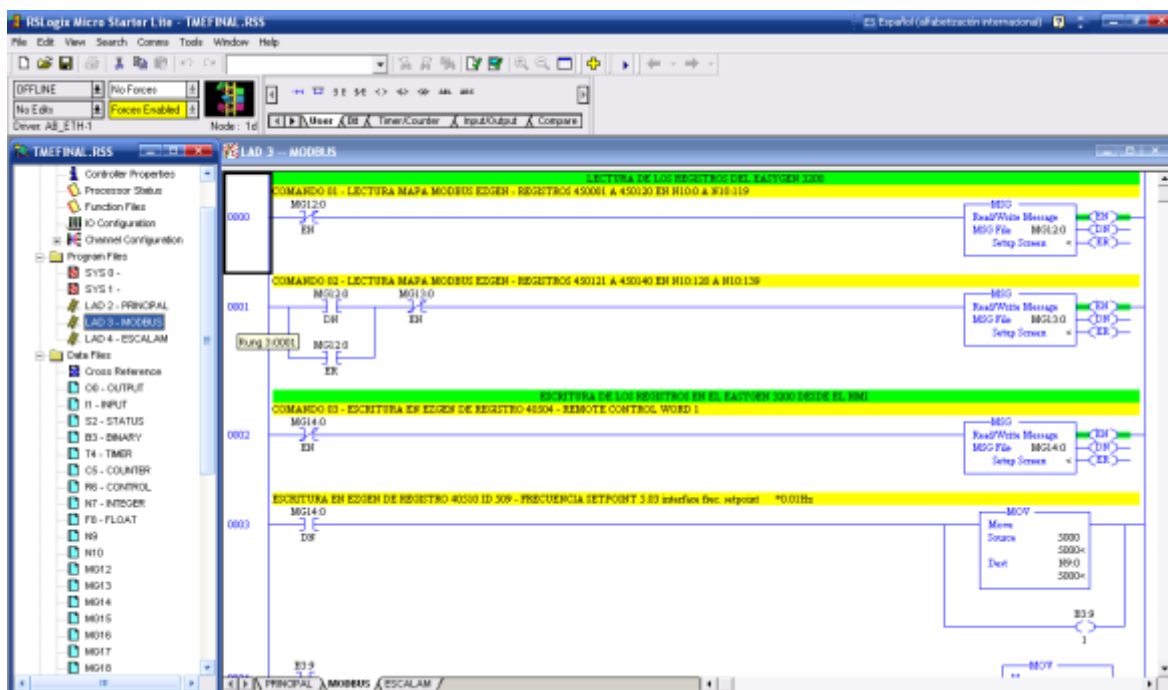 RSLogix Micro Starter Lite - TMEFINAL.RSS
ES Español (alfabetización internacional)
File Edit View Search Comms Tools Window Help
OFFLINE
No Forces
No Edits
Forces Enabled
Driver: AB_ETH-1
Node : 1d
User
Bit
Timer/Counter
Input/Output
Compare
TMEFINAL.RSS
Controller Properties
Processor Status
Function Files
IO Configuration
Channel Configuration
Program Files
SYS 0 -
SYS 1 -
LAD 2 - PRINCIPAL
LAD 3 - MODBUS
LAD 4 - ESCALAM
Data Files
Cross Reference
O0 - OUTPUT
I1 - INPUT
S2 - STATUS
B3 - BINARY
T4 - TIMER
C5 - COUNTER
R6 - CONTROL
N7 - INTEGER
F8 - FLOAT
N9
N10
MG12
MG13
MG14
MG15
MG16
MG17
MG18
LAD 3 -- MODBUS
LECTURA DE LOS REGISTROS DEL EASYGEN 3200
COMANDO 01 - LECTURA MAPA MODBUS EZGEN - REGISTROS 450001 A 450120 EN N10:0 A N10:119
0000
MG12:0
EN
MSG
Read/Write Message
MSG File MG12:0
Setup Screen <
EN
DN
ER
COMANDO 02 - LECTURA MAPA MODBUS EZGEN - REGISTROS 450121 A 450140 EN N10:120 A N10:139
0001
MG12:0
DN
MG13:0
EN
Rung 3:0001
MG12:0
ER
MSG
Read/Write Message
MSG File MG13:0
Setup Screen <
EN
DN
ER
ESCRITURA DE LOS REGISTROS EN EL EASYGEN 3200 DESDE EL HMI
COMANDO 03 - ESCRITURA EN EZGEN DE REGISTRO 40504 - REMOTE CONTROL WORD 1
0002
MG14:0
EN
MSG
Read/Write Message
MSG File MG14:0
Setup Screen <
EN
DN
ER
ESCRITURA EN EZGEN DE REGISTRO 40510 ID 509 - FRECUENCIA SETPOINT 5.03 interface frec. setpoint *0.01Hz
0003
MG14:0
DN
MOV
Move
Source 5000
5000<
Dest N9:0
5000<
B3:9
1
B3:9
MOV
PRINCIPAL
MODBUS
ESCALAM